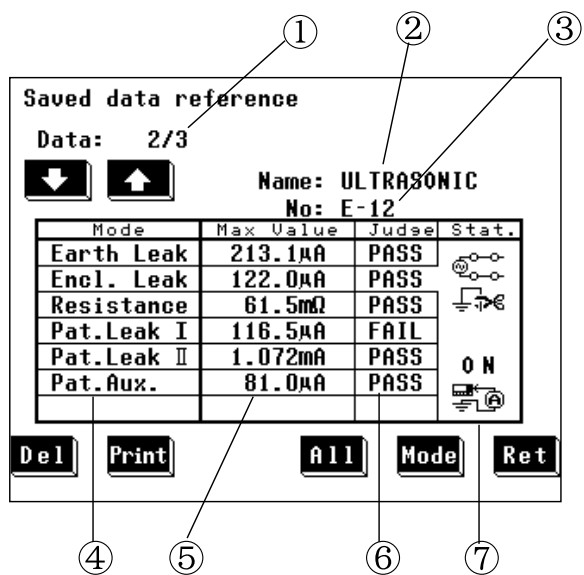 ① ② ③
Saved data reference
Data: 2/3
Name: ULTRASONIC
No: E-12
Mode Max Value Judge Stat.
Earth Leak 213.1μA PASS
Encl. Leak 122.0μA PASS
Resistance 61.5mΩ PASS
Pat.Leak Ⅰ 116.5μA FAIL
Pat.Leak Ⅱ 1.072mA PASS
ON
Pat.Aux. 81.0μA PASS
A
Del Print All Mode Ret
④ ⑤ ⑥ ⑦